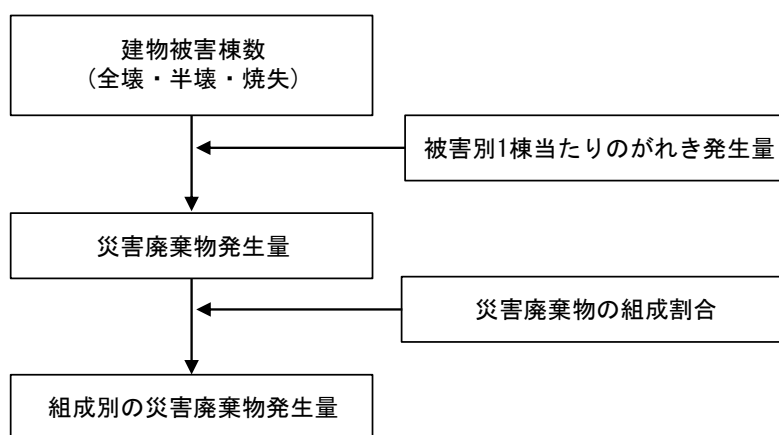 建物被害棟数
（全壊・半壊・焼失）
被害別1棟当たりのがれき発生量
災害廃棄物発生量
災害廃棄物の組成割合
組成別の災害廃棄物発生量